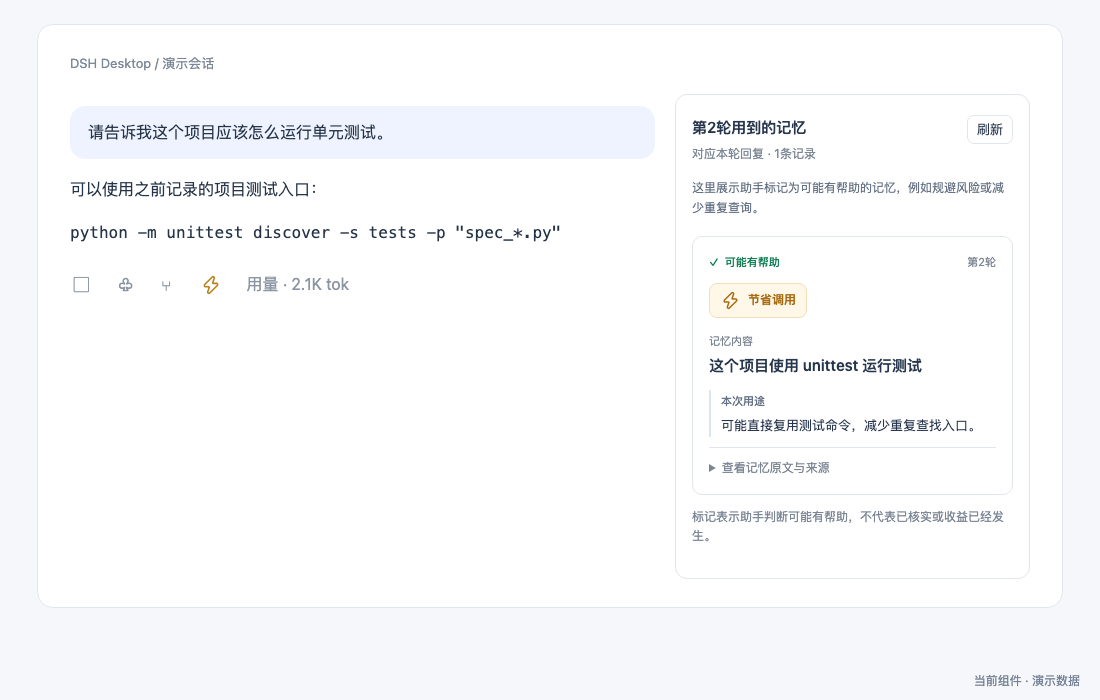 DSH Desktop / 演示会话
请告诉我这个项目应该怎么运行单元测试。
可以使用之前记录的项目测试入口：
python -m unittest discover -s tests -p "spec_*.py"
用量 · 2.1K tok
第2轮用到的记忆
刷新
对应本轮回复 · 1条记录
这里展示助手标记为可能有帮助的记忆，例如规避风险或减
少重复查询。
可能有帮助
第2轮
节省调用
记忆内容
这个项目使用 unittest 运行测试
本次用途
可能直接复用测试命令，减少重复查找入口。
查看记忆原文与来源
标记表示助手判断可能有帮助，不代表已核实或收益已经发
生。
当前组件 · 演示数据